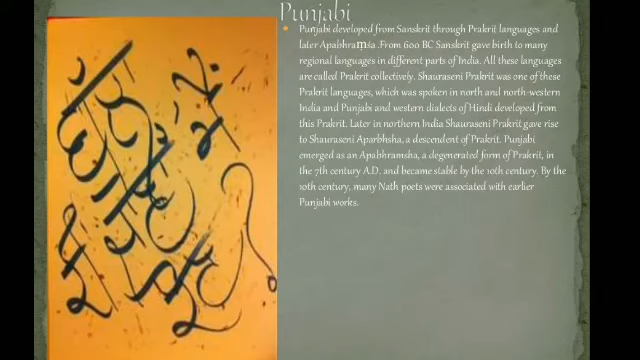 Punjabi
Punjabi developed from Sanskrit through Prakrit languages and
later Apabhraṃśa .From 600 BC Sanskrit gave birth to many
regional languages in different parts of India. All these languages
are called Prakrit collectively. Shauraseni Prakrit was one of these
Prakrit languages, which was spoken in north and north-western
India and Punjabi and western dialects of Hindi developed from
this Prakrit. Later in northern India Shauraseni Prakrit gave rise
to Shauraseni Aparbhsha, a descendent of Prakrit. Punjabi
emerged as an Apabhramsha, a degenerated form of Prakrit, in
the 7th century A.D. and became stable by the 10th century. By the
10th century, many Nath poets were associated with earlier
Punjabi works.